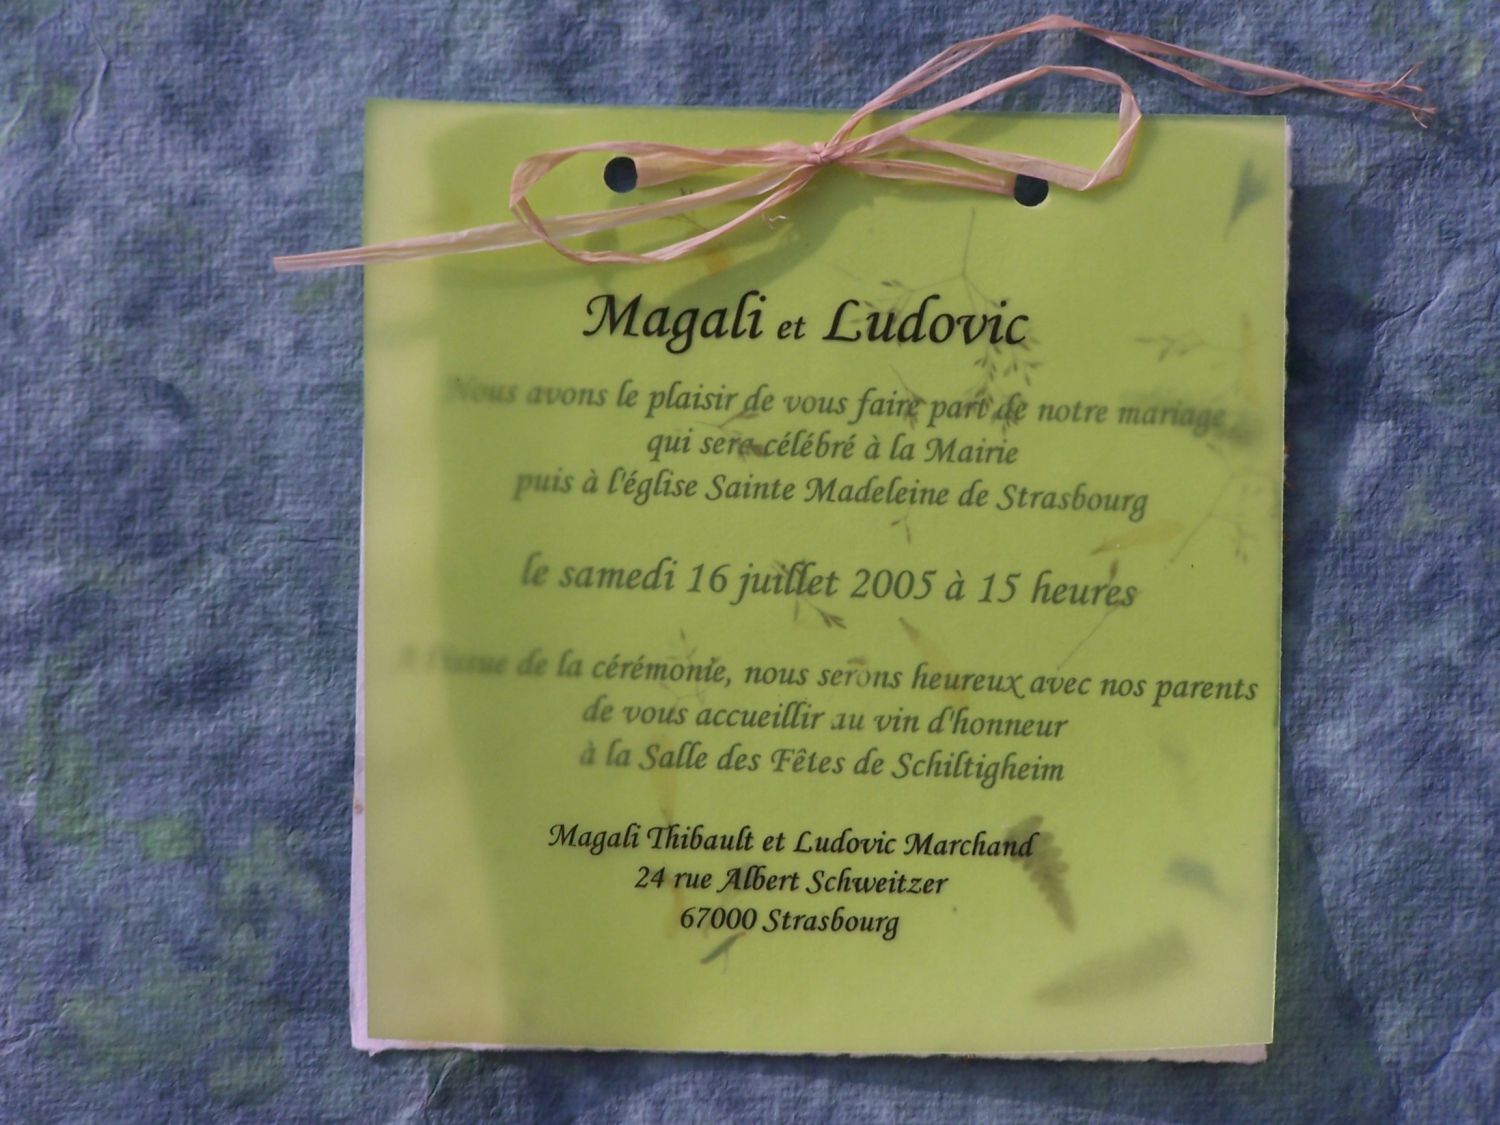 Magali et Ludovic
Nous avons le plaisir de vous faire part de notre mariage
qui sera célébré à la Mairie
puis à l'église Sainte Madeleine de Strasbourg
le samedi 16 juillet 2005 à 15 heures
A l'issue de la cérémonie, nous serons heureux avec nos parents
de vous accueillir au vin d'honneur
à la Salle des Fêtes de Schiltigheim
Magali Thibault et Ludovic Marchand
24 rue Albert Schweitzer
67000 Strasbourg